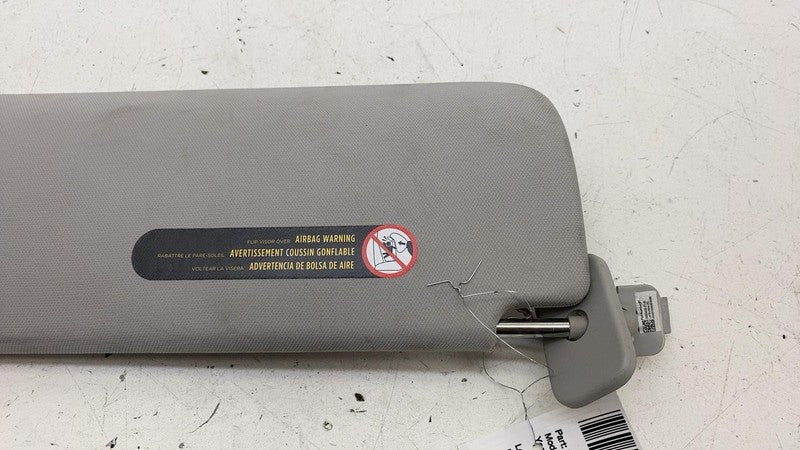 FLIP VISOR OVER AIRBAG WARNING
RABATTRE LE PARE-SOLEIL AVERTISSEMENT COUSSIN GONFLABLE
VOLTEAR LA VISERA ADVERTENCIA DE BOLSA DE AIRE
Part: